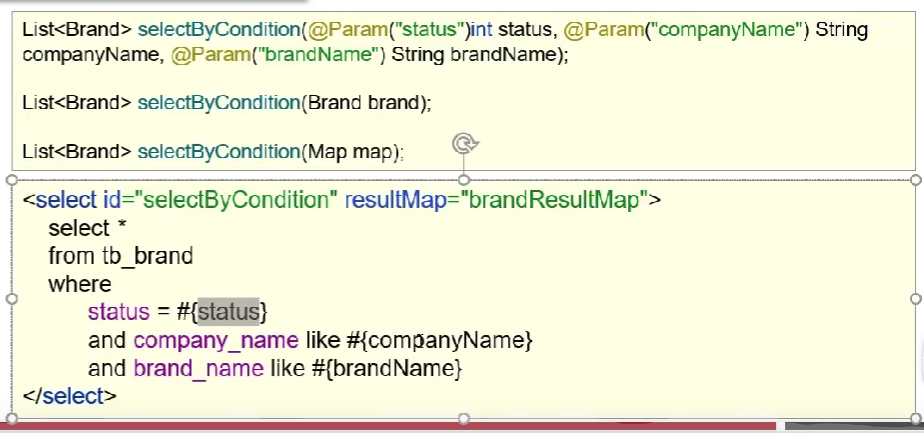 List<Brand> selectByCondition(@Param("status")int status, @Param("companyName") String
companyName, @Param("brandName") String brandName);
List<Brand> selectByCondition(Brand brand);
List<Brand> selectByCondition(Map map);
<select id="selectByCondition" resultMap="brandResultMap">
select *
from tb_brand
where
status = #{status}
and company_name like #{companyName}
and brand_name like #{brandName}
</select>